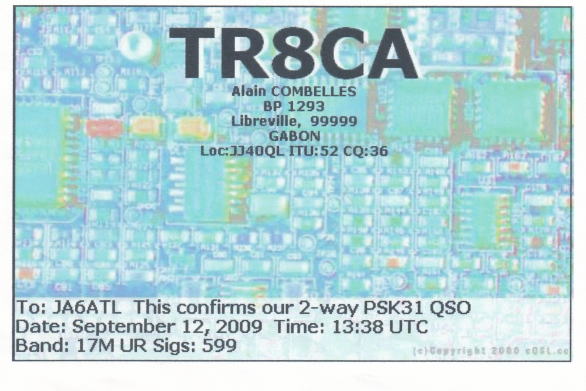 TR8CA
Alain COMBELLES
BP 1293
Libreville, 99999
GABON
Loc:JJ40QL ITU:52 CQ:36
To: JA6ATL This confirms our 2-way PSK31 QSO
Date: September 12, 2009 Time: 13:38 UTC
Band: 17M UR Sigs: 599
(c)Copyright 2000 eQSL.cc